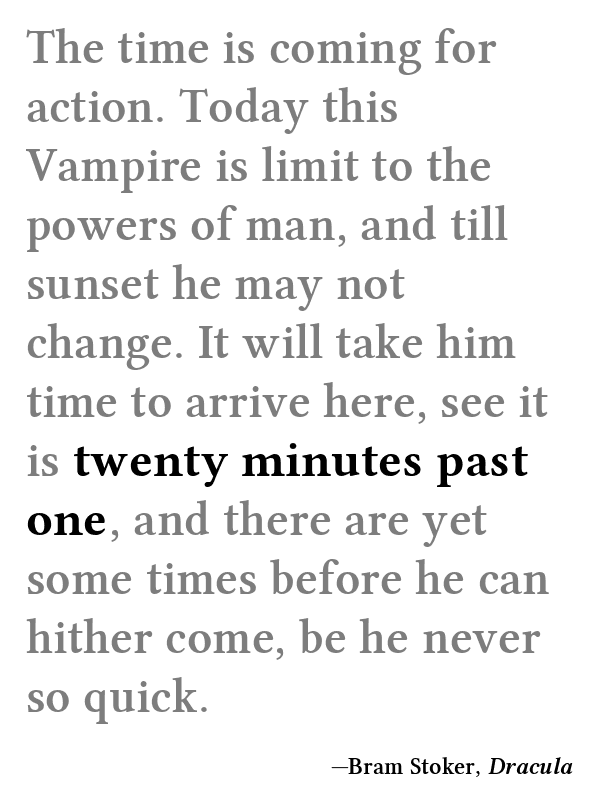 The time is coming for
action. Today this
Vampire is limit to the
powers of man, and till
sunset he may not
change. It will take him
time to arrive here, see it
is twenty minutes past
one, and there are yet
some times before he can
hither come, be he never
so quick.
—Bram Stoker, Dracula